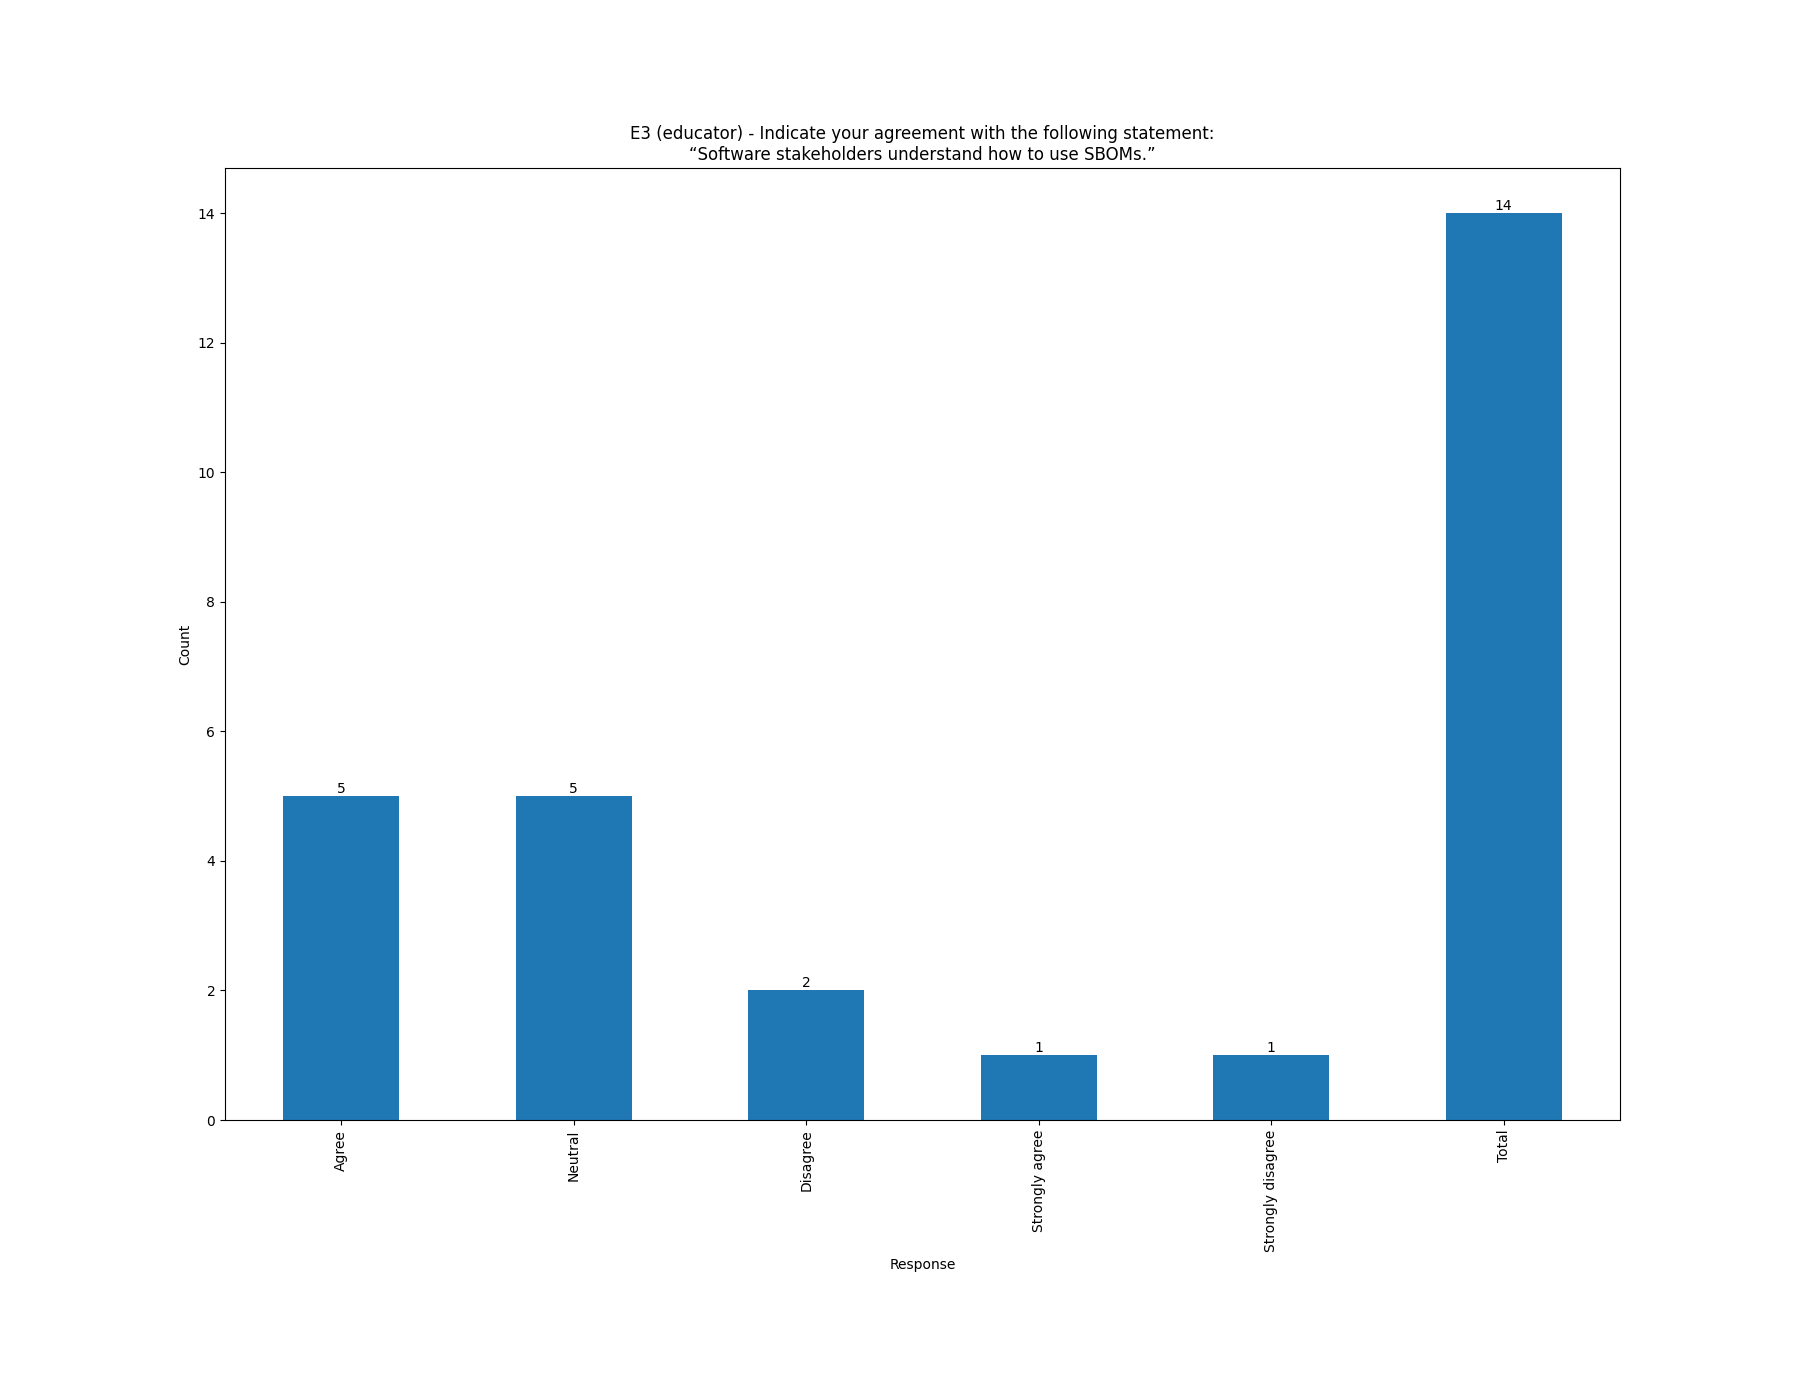 E3 (educator) - Indicate your agreement with the following statement:
“Software stakeholders understand how to use SBOMs.”
14
12
10
8
6
4
2
0
Count
5
5
2
1
1
14
Agree
Neutral
Disagree
Strongly agree
Strongly disagree
Total
Response